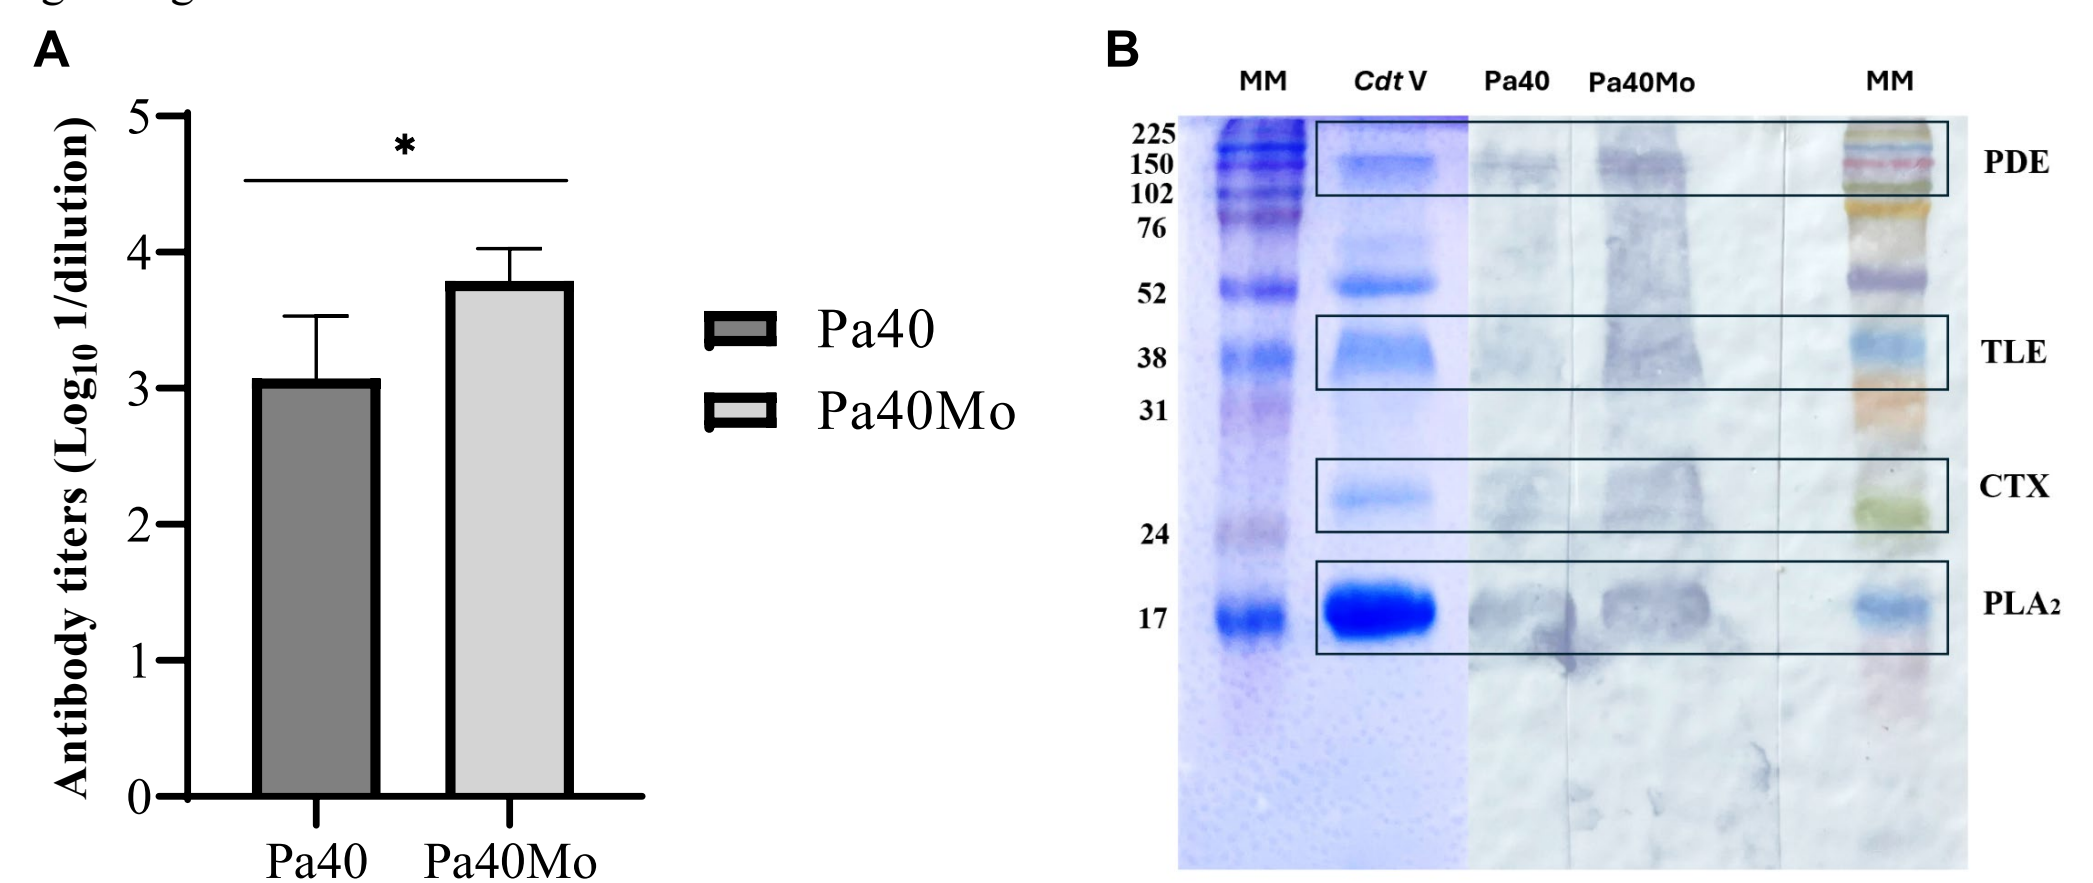 A
Antibody titers (Log10 1/dilution)
5
4
3
2
1
0
*
Pa40
Pa40Mo
Pa40
Pa40Mo
B
MM
Cdt V
Pa40
Pa40Mo
MM
225
150
102
76
52
38
31
24
17
PDE
TLE
CTX
PLA2